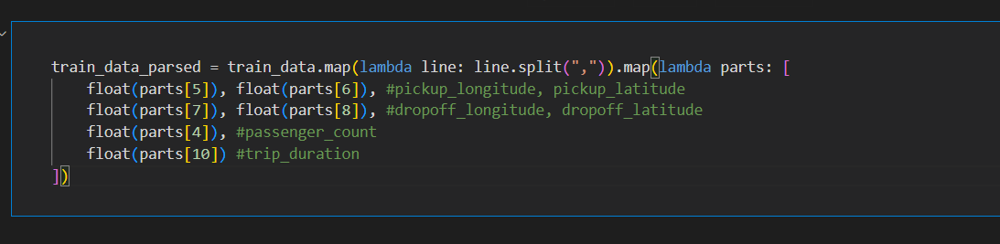 train_data_parsed = train_data.map(lambda line: line.split(",")).map(lambda parts: [
    float(parts[5]), float(parts[6]), #pickup_longitude, pickup_latitude
    float(parts[7]), float(parts[8]), #dropoff_longitude, dropoff_latitude
    float(parts[4]), #passenger_count
    float(parts[10]) #trip_duration
])